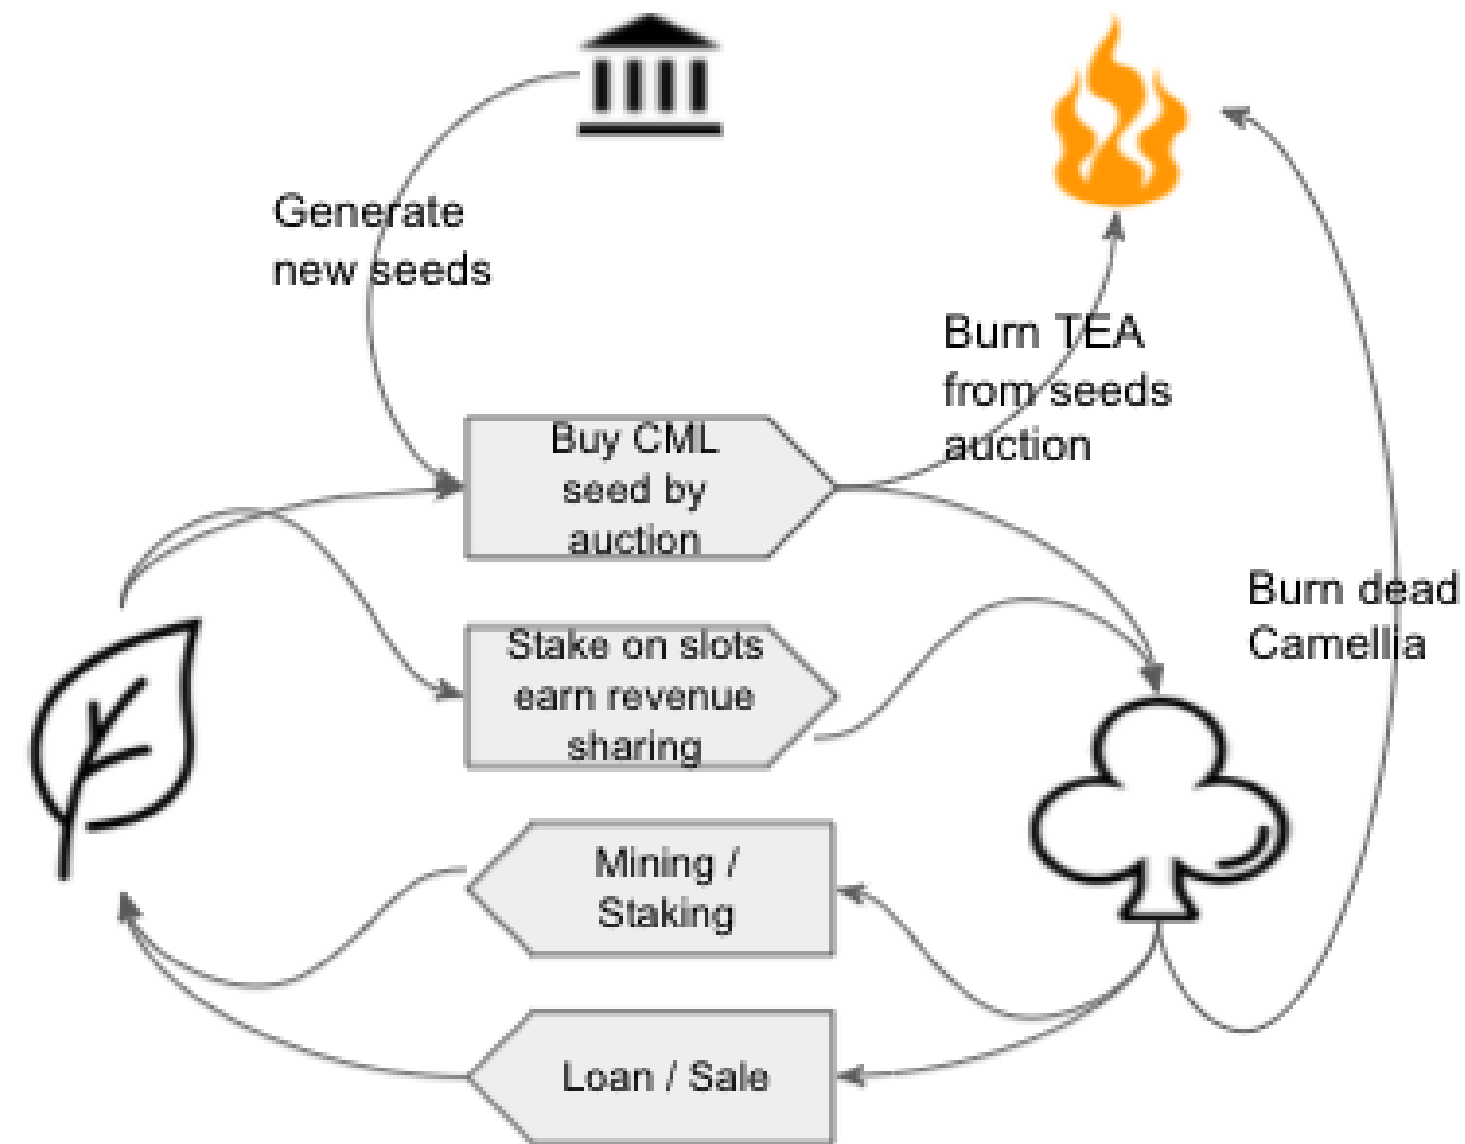 Generate
new seeds
Burn TEA
from seeds
auction
Buy CML
seed by
auction
Burn dead
Camellia
Stake on slots
earn revenue
sharing
Mining /
Staking
Loan / Sale